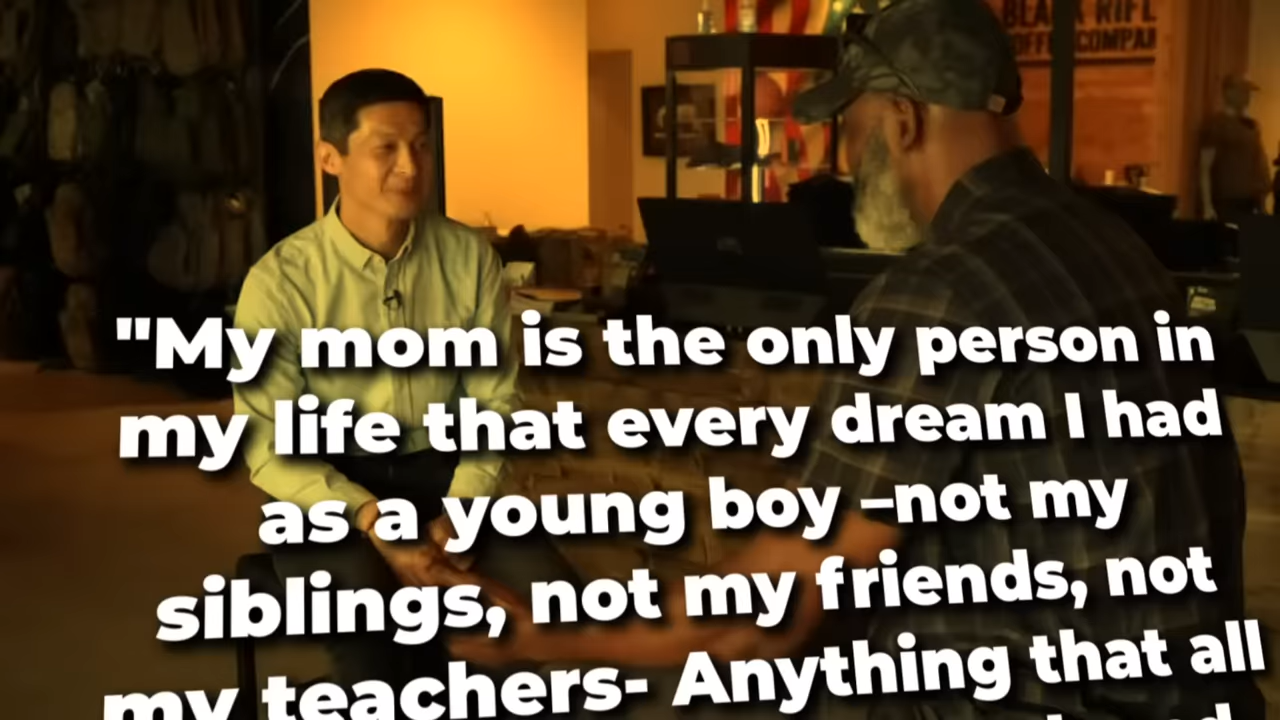 "My mom is the only person in
my life that every dream I had
as a young boy –not my
siblings, not my friends, not
my teachers- Anything that all
COMPAN